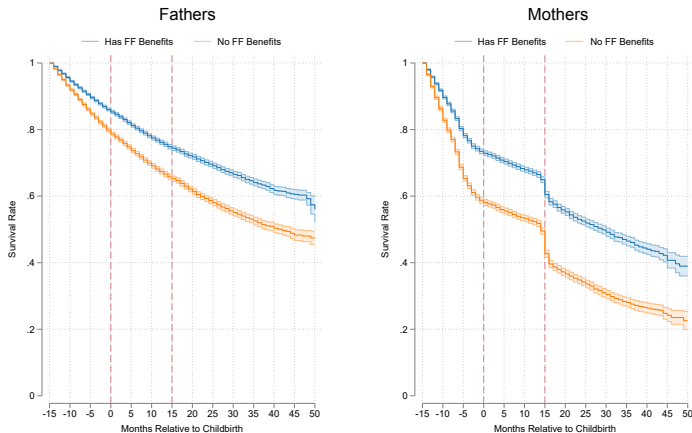 Fathers
Has FF Benefits No FF Benefits
1
.8
.6
.4
.2
0
Survival Rate
-15 -10 -5 0 5 10 15 20 25 30 35 40 45 50
Months Relative to Childbirth
Mothers
Has FF Benefits No FF Benefits
1
.8
.6
.4
.2
0
Survival Rate
-15 -10 -5 0 5 10 15 20 25 30 35 40 45 50
Months Relative to Childbirth